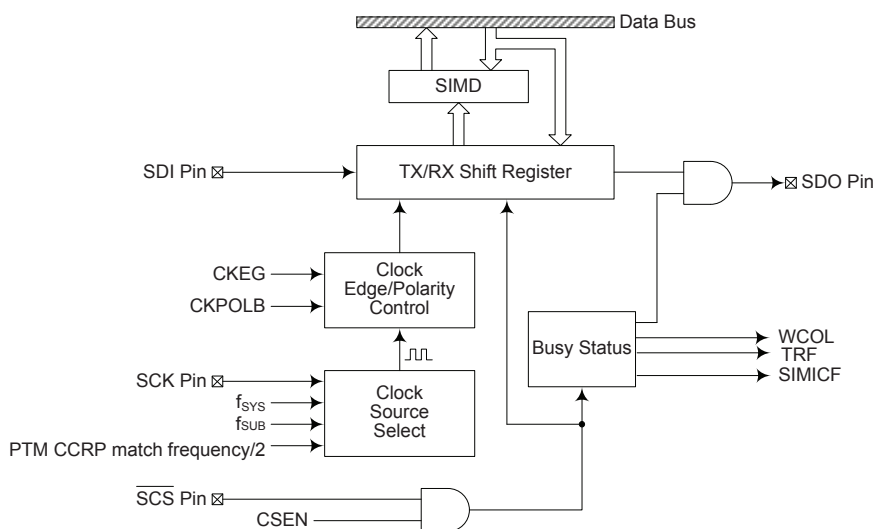 Data Bus
SIMD
SDI Pin
TX/RX Shift Register
SDO Pin
CKEG
CKPOLB
Clock
Edge/Polarity
Control
Busy Status
WCOL
TRF
SIMICF
SCK Pin
fSYS
fSUB
PTM CCRP match frequency/2
Clock
Source
Select
SCS Pin
CSEN